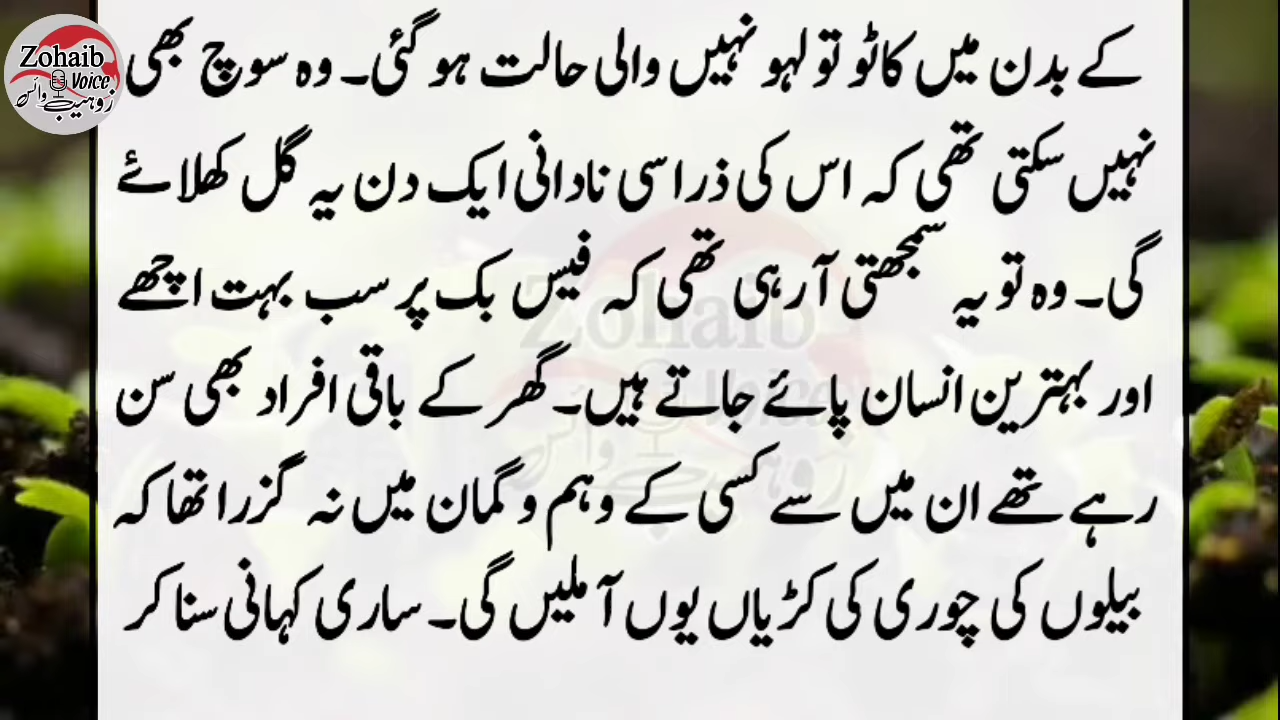 Zohaib
Voice
زوہیب وائس
کے بدن میں کاٹو تو لہو نہیں والی حالت ہو گئی۔ وہ سوچ بھی
نہیں سکتی تھی کہ اس کی ذرا سی نادانی ایک دن یہ گل کھلائے
گی۔ وہ تو یہ سمجھتی آ رہی تھی کہ فیس بک پر سب بہت اچھے
اور بہترین انسان پائے جاتے ہیں۔ گھر کے باقی افراد بھی سن
رہے تھے ان میں سے کسی کے وہم و گمان میں نہ گزرا تھا کہ
بیلوں کی چوری کی کڑیاں یوں آ ملیں گی۔ ساری کہانی سنا کر
Zohaib
Voice
زوہیب وائس